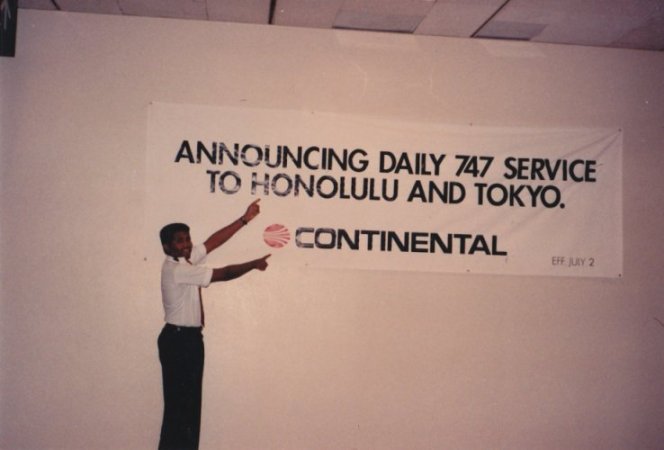 ANNOUNCING DAILY 747 SERVICE
TO HONOLULU AND TOKYO.
CONTINENTAL
EFF. JULY 2